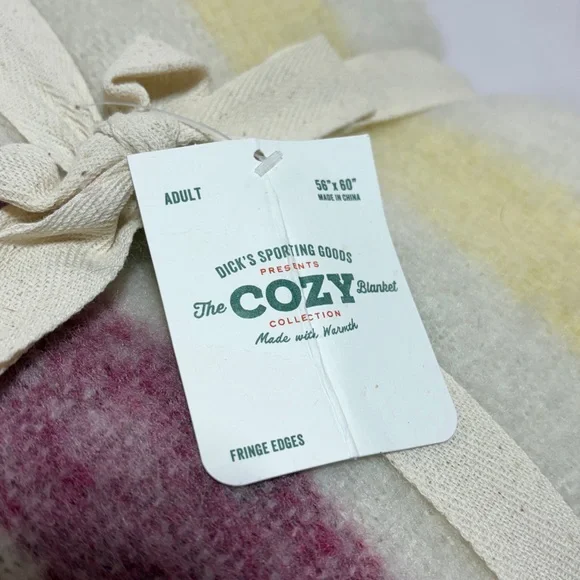 ADULT
56" x 60"
MADE IN CHINA
DICK'S SPORTING GOODS
PRESENTS
The COZY Blanket
COLLECTION
Made with Warmth
FRINGE EDGES